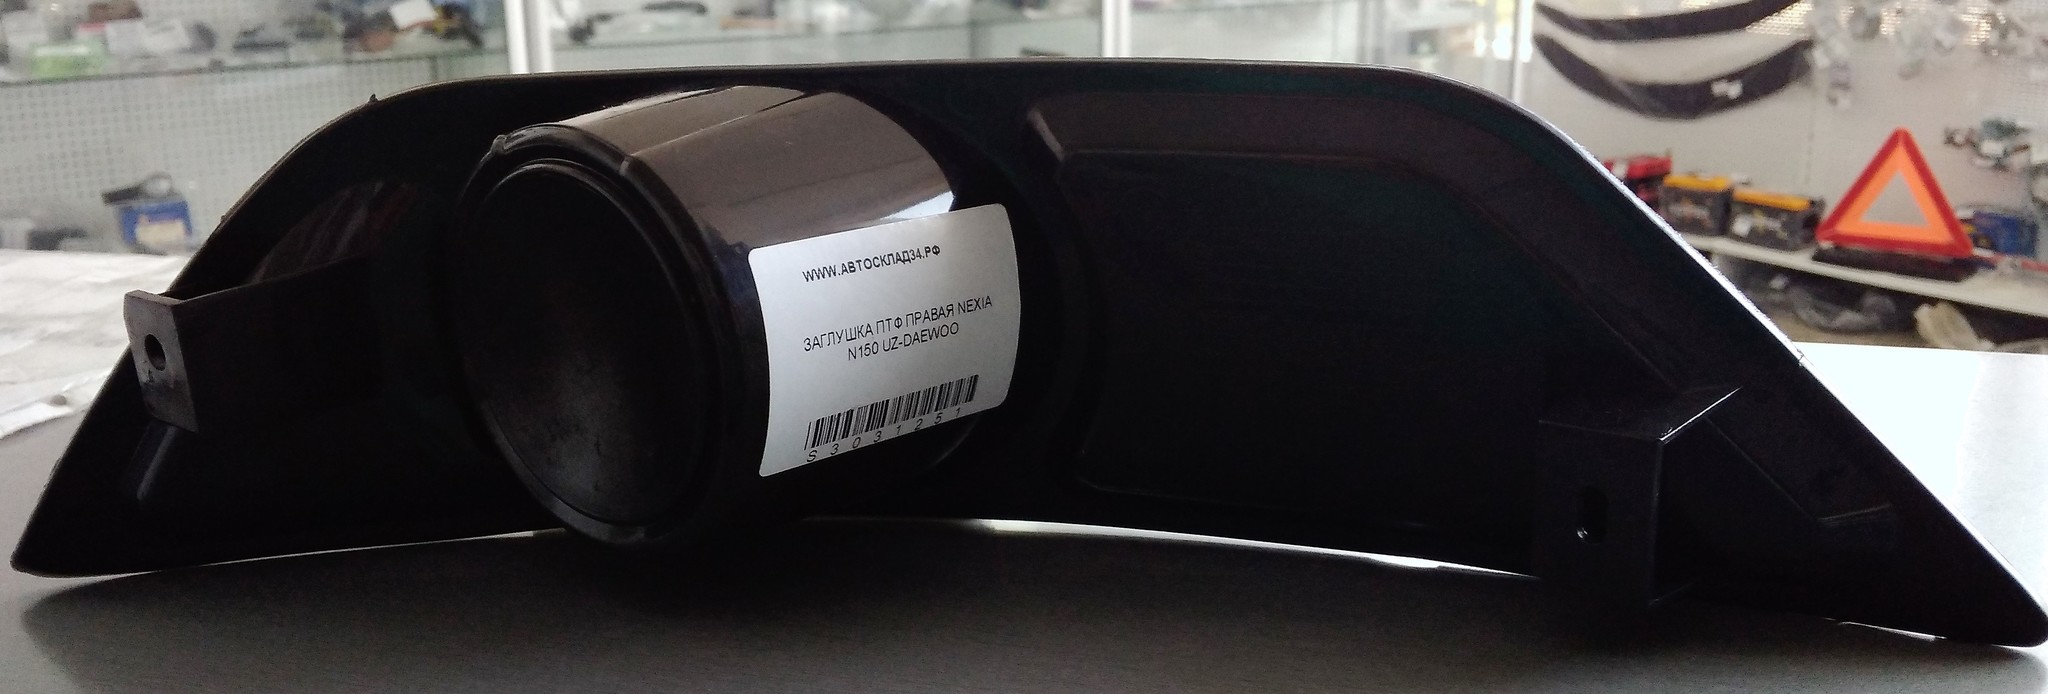 WWW.АВТОСКЛАД34.РФ
ЗАГЛУШКА ПТФ ПРАВАЯ NEXIA
N150 UZ-DAEWOO
S3031251